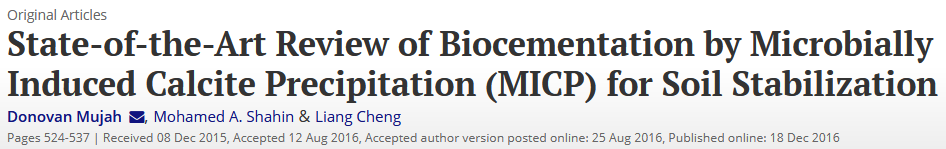 Original Articles
State-of-the-Art Review of Biocementation by Microbially
Induced Calcite Precipitation (MICP) for Soil Stabilization
Donovan Mujah , Mohamed A. Shahin & Liang Cheng
Pages 524-537 | Received 08 Dec 2015, Accepted 12 Aug 2016, Accepted author version posted online: 25 Aug 2016, Published online: 18 Dec 2016